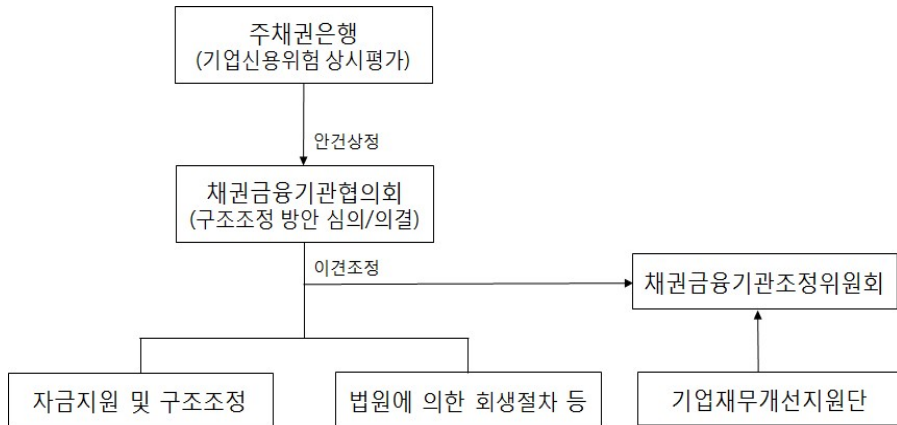 주채권은행
(기업신용위험 상시평가)
안건상정
채권금융기관협의회
(구조조정 방안 심의/의결)
이견조정
채권금융기관조정위원회
자금지원 및 구조조정
법원에 의한 회생절차 등
기업재무개선지원단